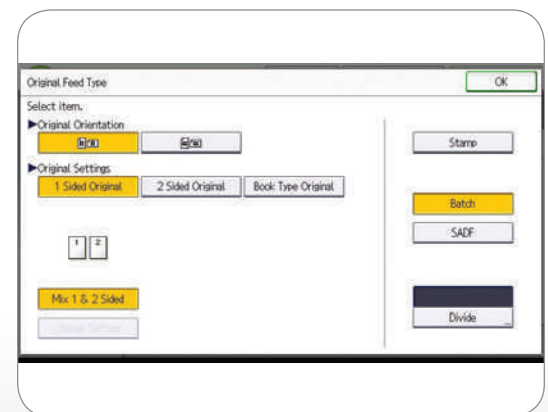 Original Feed Type
OK
Select item.
►Original Orientation
Stamp
►Original Settings
1 Sided Original 2 Sided Original Book Type Original
Batch
SADF
1 2
Mix 1 & 2 Sided
Divide